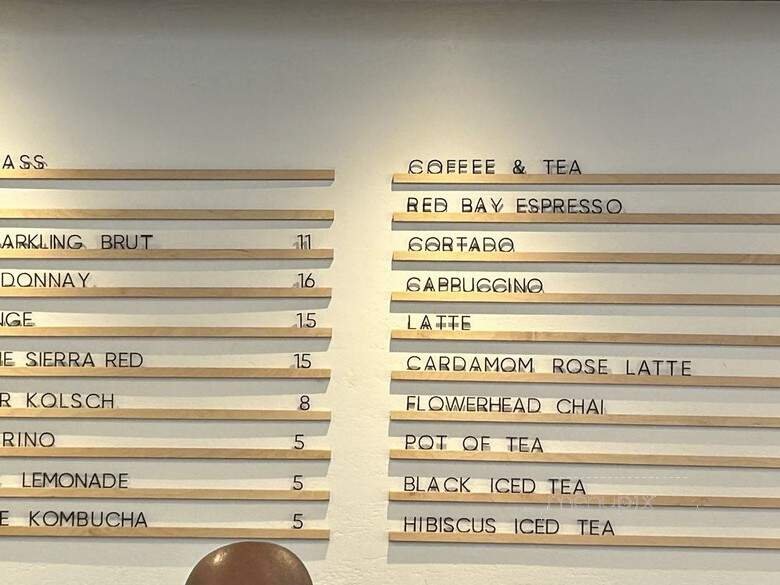 ASS
ARKLING BRUT 11
DONNAY 16
NGE 15
E SIERRA RED 15
R KOLSCH 8
RINO 5
LEMONADE 5
E KOMBUCHA 5
COFFEE & TEA
RED BAY ESPRESSO
CORTADO
CAPPUCCINO
LATTE
CARDAMOM ROSE LATTE
FLOWERHEAD CHAI
POT OF TEA
BLACK ICED TEA
HIBISCUS ICED TEA
menupix